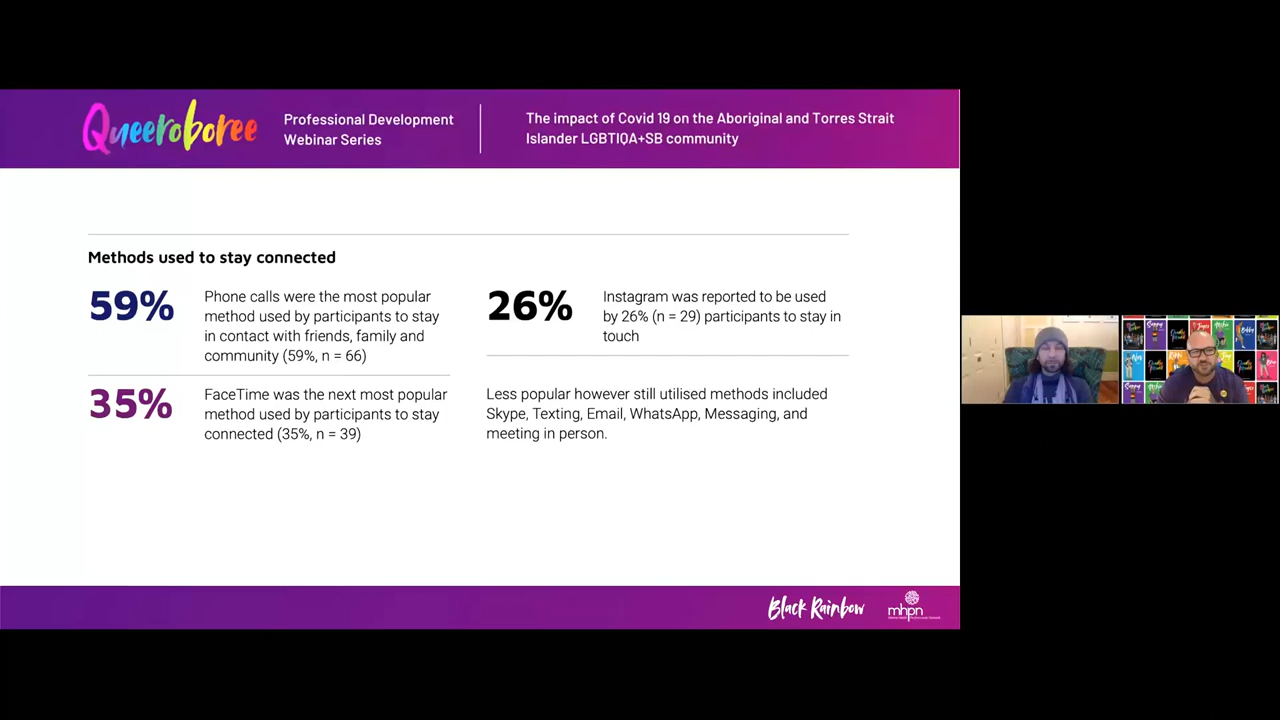 Queeroboree
Professional Development
Webinar Series
The impact of Covid 19 on the Aboriginal and Torres Strait
Islander LGBTIQA+SB community
Methods used to stay connected
59%
Phone calls were the most popular
method used by participants to stay
in contact with friends, family and
community (59%, n = 66)
35%
FaceTime was the next most popular
method used by participants to stay
connected (35%, n = 39)
26%
Instagram was reported to be used
by 26% (n = 29) participants to stay in
touch
Less popular however still utilised methods included
Skype, Texting, Email, WhatsApp, Messaging, and
meeting in person.
Black Rainbow
mhpn